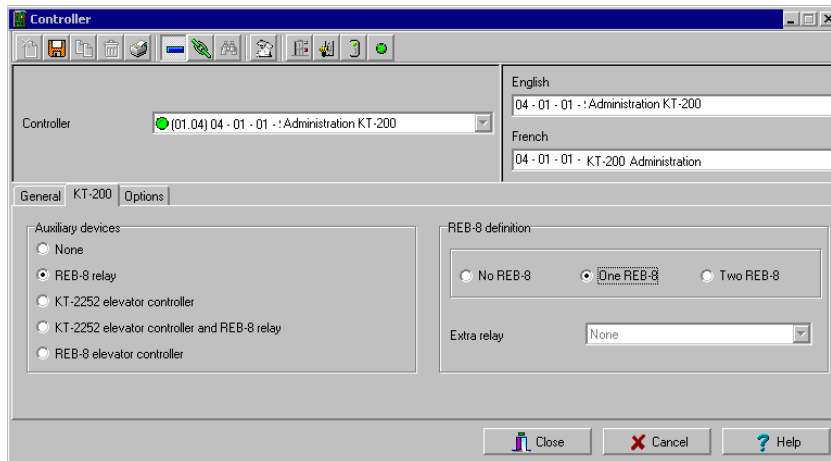 Controller
English
04 - 01 - 01 - : Administration KT-200
Controller
(01.04) 04 - 01 - 01 - : Administration KT-200
French
04 - 01 - 01 - KT-200 Administration
General KT-200 Options
Auxiliary devices
None
REB-8 relay
KT-2252 elevator controller
KT-2252 elevator controller and REB-8 relay
REB-8 elevator controller
REB-8 definition
No REB-8 One REB-8 Two REB-8
Extra relay None
Close Cancel Help